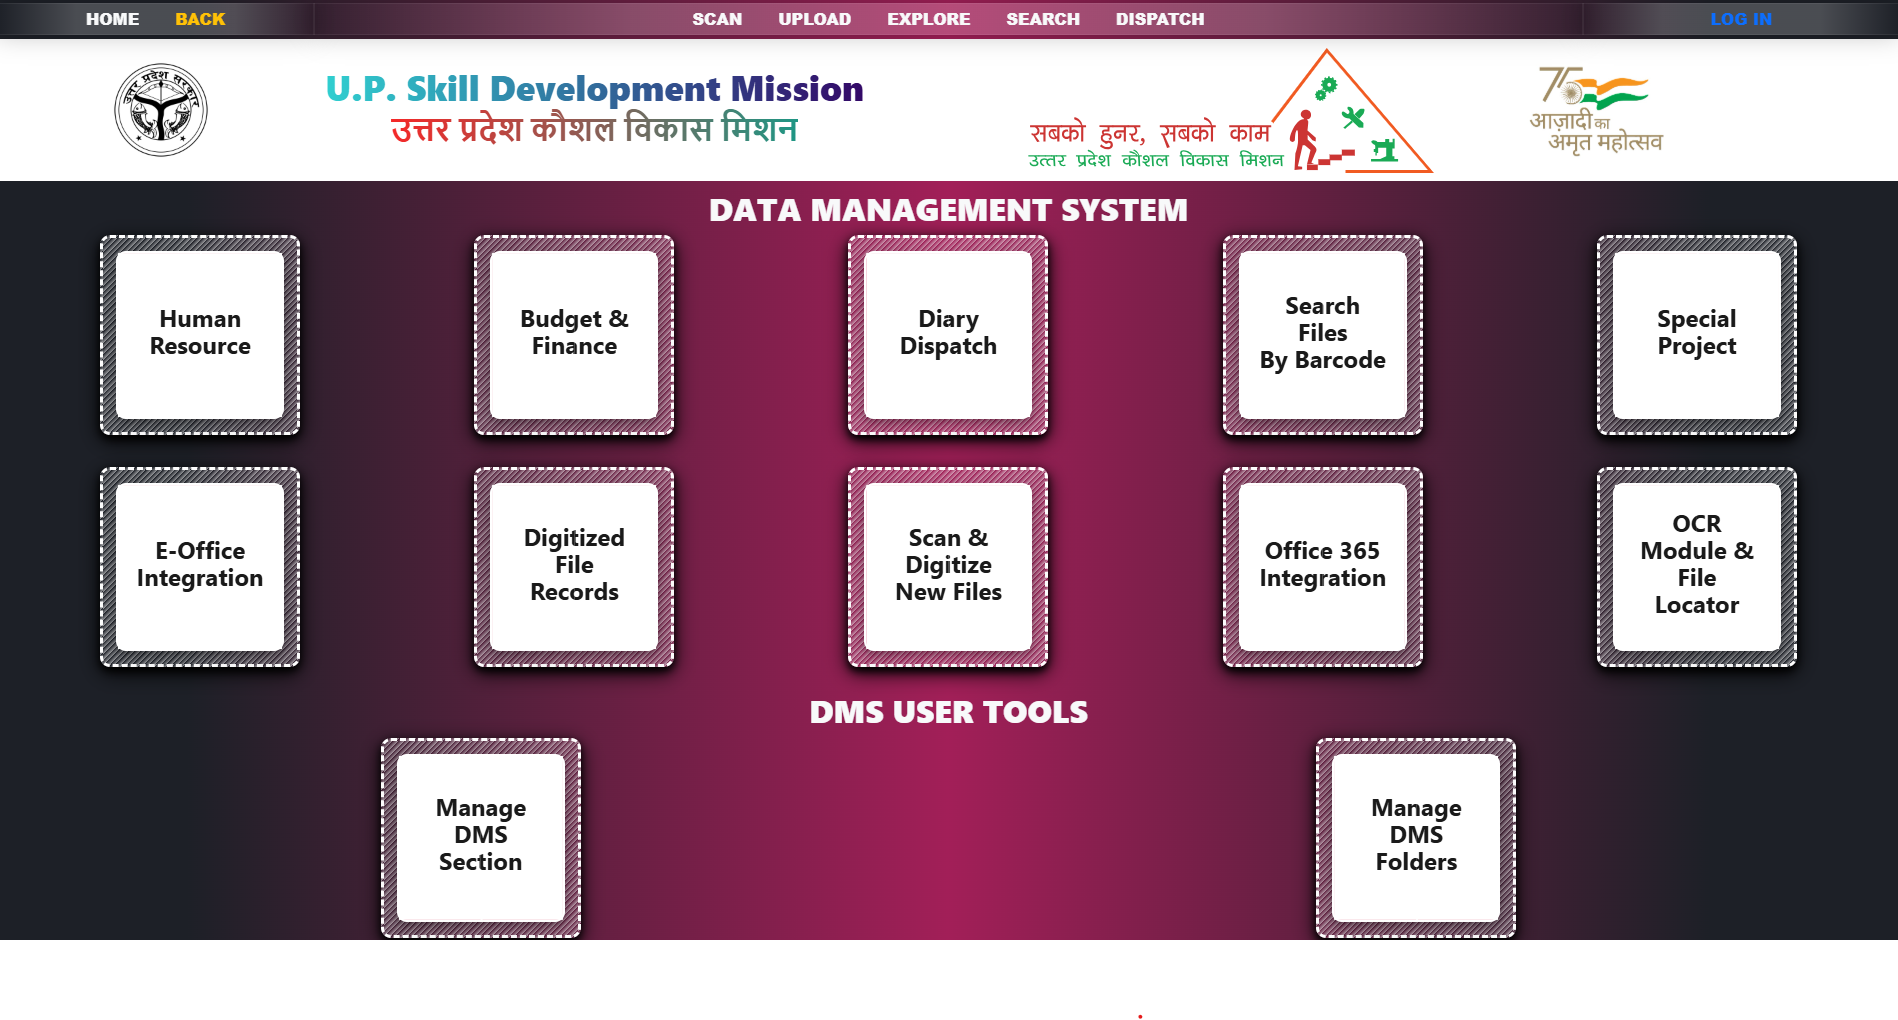 HOME BACK SCAN UPLOAD EXPLORE SEARCH DISPATCH LOG IN
उत्तर प्रदेश सरकार
U.P. Skill Development Mission
उत्तर प्रदेश कौशल विकास मिशन
सबको हुनर, सबको काम
उत्तर प्रदेश कौशल विकास मिशन
75
आज़ादी का
अमृत महोत्सव
DATA MANAGEMENT SYSTEM
Human
Resource
Budget &
Finance
Diary
Dispatch
Search
Files
By Barcode
Special
Project
E-Office
Integration
Digitized
File
Records
Scan &
Digitize
New Files
Office 365
Integration
OCR
Module &
File
Locator
DMS USER TOOLS
Manage
DMS
Section
Manage
DMS
Folders